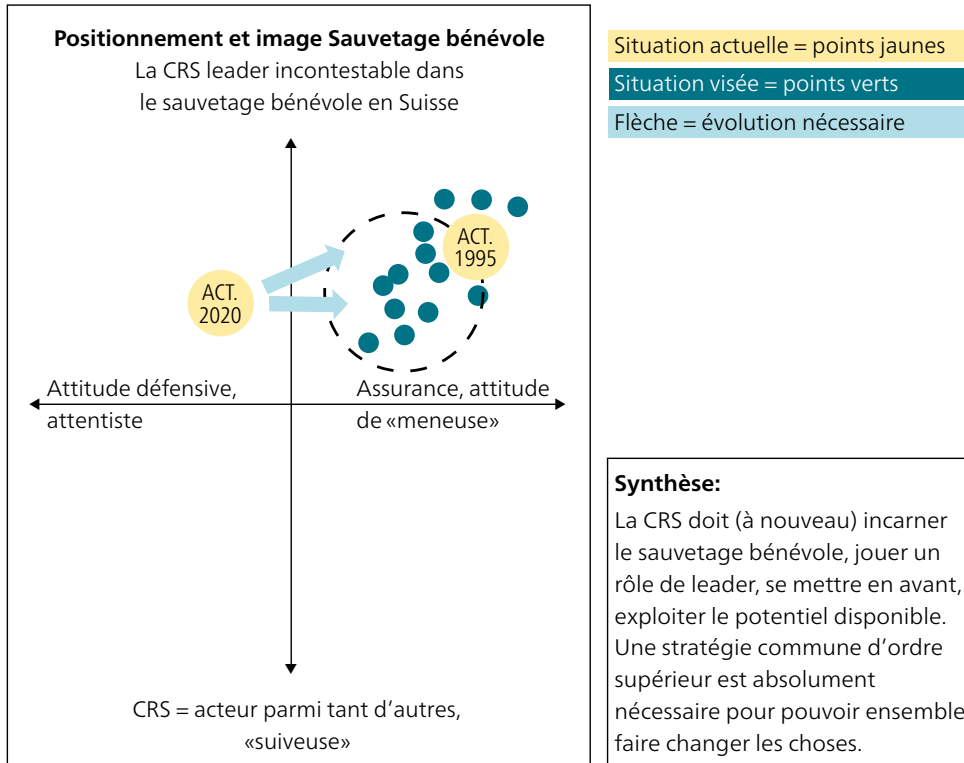 Positionnement et image Sauvetage bénévole
La CRS leader incontestable dans
le sauvetage bénévole en Suisse
ACT.
1995
ACT.
2020
Attitude défensive,
attentiste
Assurance, attitude
de «meneuse»
CRS = acteur parmi tant d'autres,
«suiveuse»
Situation actuelle = points jaunes
Situation visée = points verts
Flèche = évolution nécessaire
Synthèse:
La CRS doit (à nouveau) incarner
le sauvetage bénévole, jouer un
rôle de leader, se mettre en avant,
exploiter le potentiel disponible.
Une stratégie commune d'ordre
supérieur est absolument
nécessaire pour pouvoir ensemble
faire changer les choses.